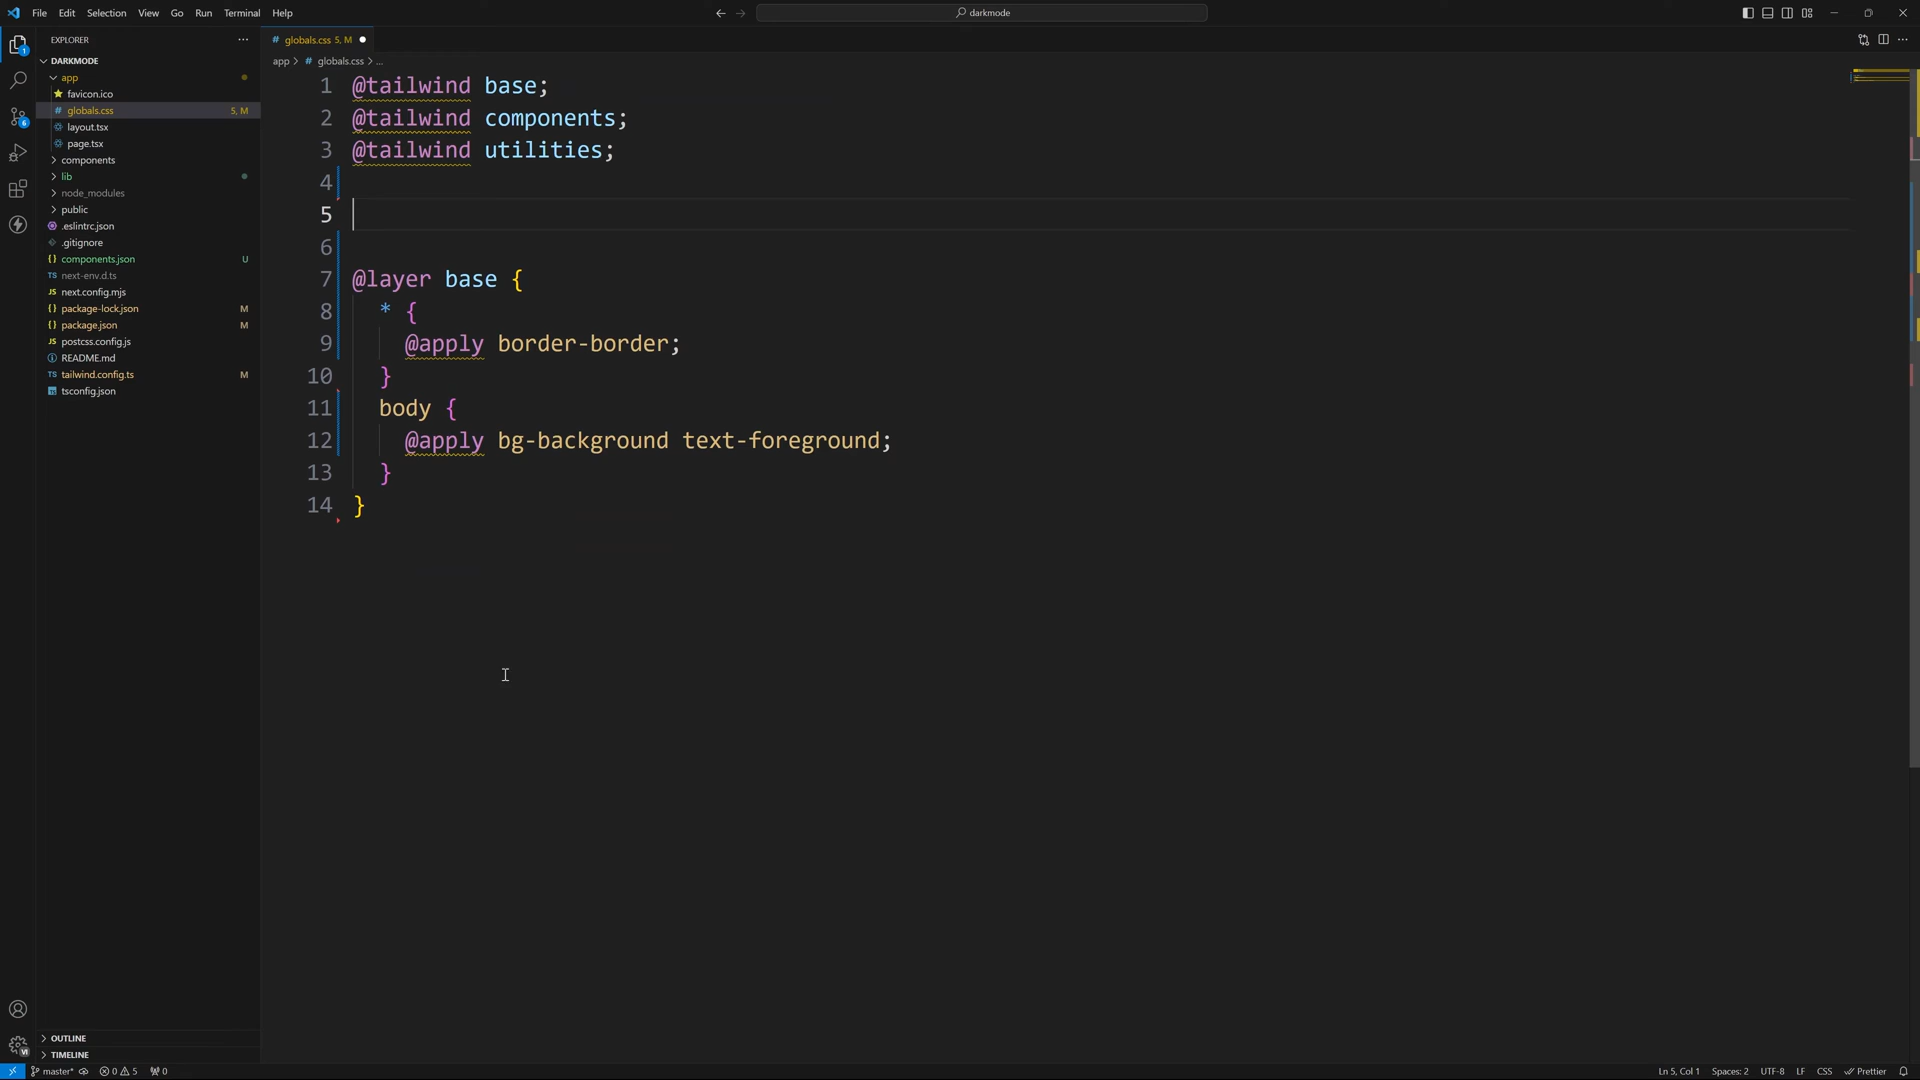 File Edit Selection View Go Run Terminal Help
darkmode
EXPLORER
DARKMODE
app
favicon.ico
globals.css 5, M
layout.tsx
page.tsx
components
lib
node_modules
public
.eslintrc.json
.gitignore
components.json U
next-env.d.ts
next.config.mjs
package-lock.json M
package.json M
postcss.config.js
README.md
tailwind.config.ts M
tsconfig.json
OUTLINE
TIMELINE
globals.css 5, M
app > globals.css > ...
1 @tailwind base;
2 @tailwind components;
3 @tailwind utilities;
4
5
6
7 @layer base {
8 * {
9 @apply border-border;
10 }
11 body {
12 @apply bg-background text-foreground;
13 }
14 }
master* 0 5 0
Ln 5, Col 1 Spaces: 2 UTF-8 LF CSS Prettier